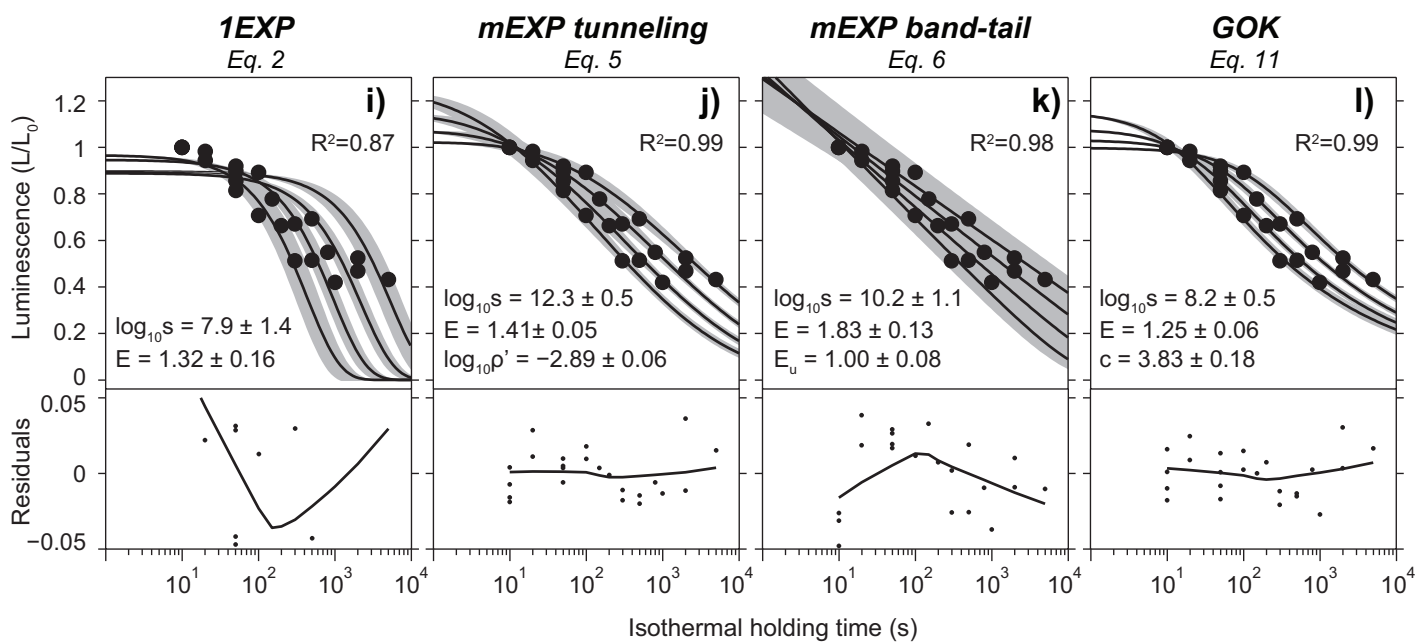 1EXP
Eq. 2
mEXP tunneling
Eq. 5
mEXP band-tail
Eq. 6
GOK
Eq. 11
Luminescence (L/L₀)
1.2
1
0.8
0.6
0.4
0.2
0
i)
R²=0.87
log₁₀s = 7.9 ± 1.4
E = 1.32 ± 0.16
j)
R²=0.99
log₁₀s = 12.3 ± 0.5
E = 1.41± 0.05
log₁₀ρ’ = −2.89 ± 0.06
k)
R²=0.98
log₁₀s = 10.2 ± 1.1
E = 1.83 ± 0.13
Eᵤ = 1.00 ± 0.08
l)
R²=0.99
log₁₀s = 8.2 ± 0.5
E = 1.25 ± 0.06
c = 3.83 ± 0.18
Residuals
0.05
0
−0.05
10¹ 10² 10³ 10⁴
10¹ 10² 10³ 10⁴
10¹ 10² 10³ 10⁴
10¹ 10² 10³ 10⁴
Isothermal holding time (s)